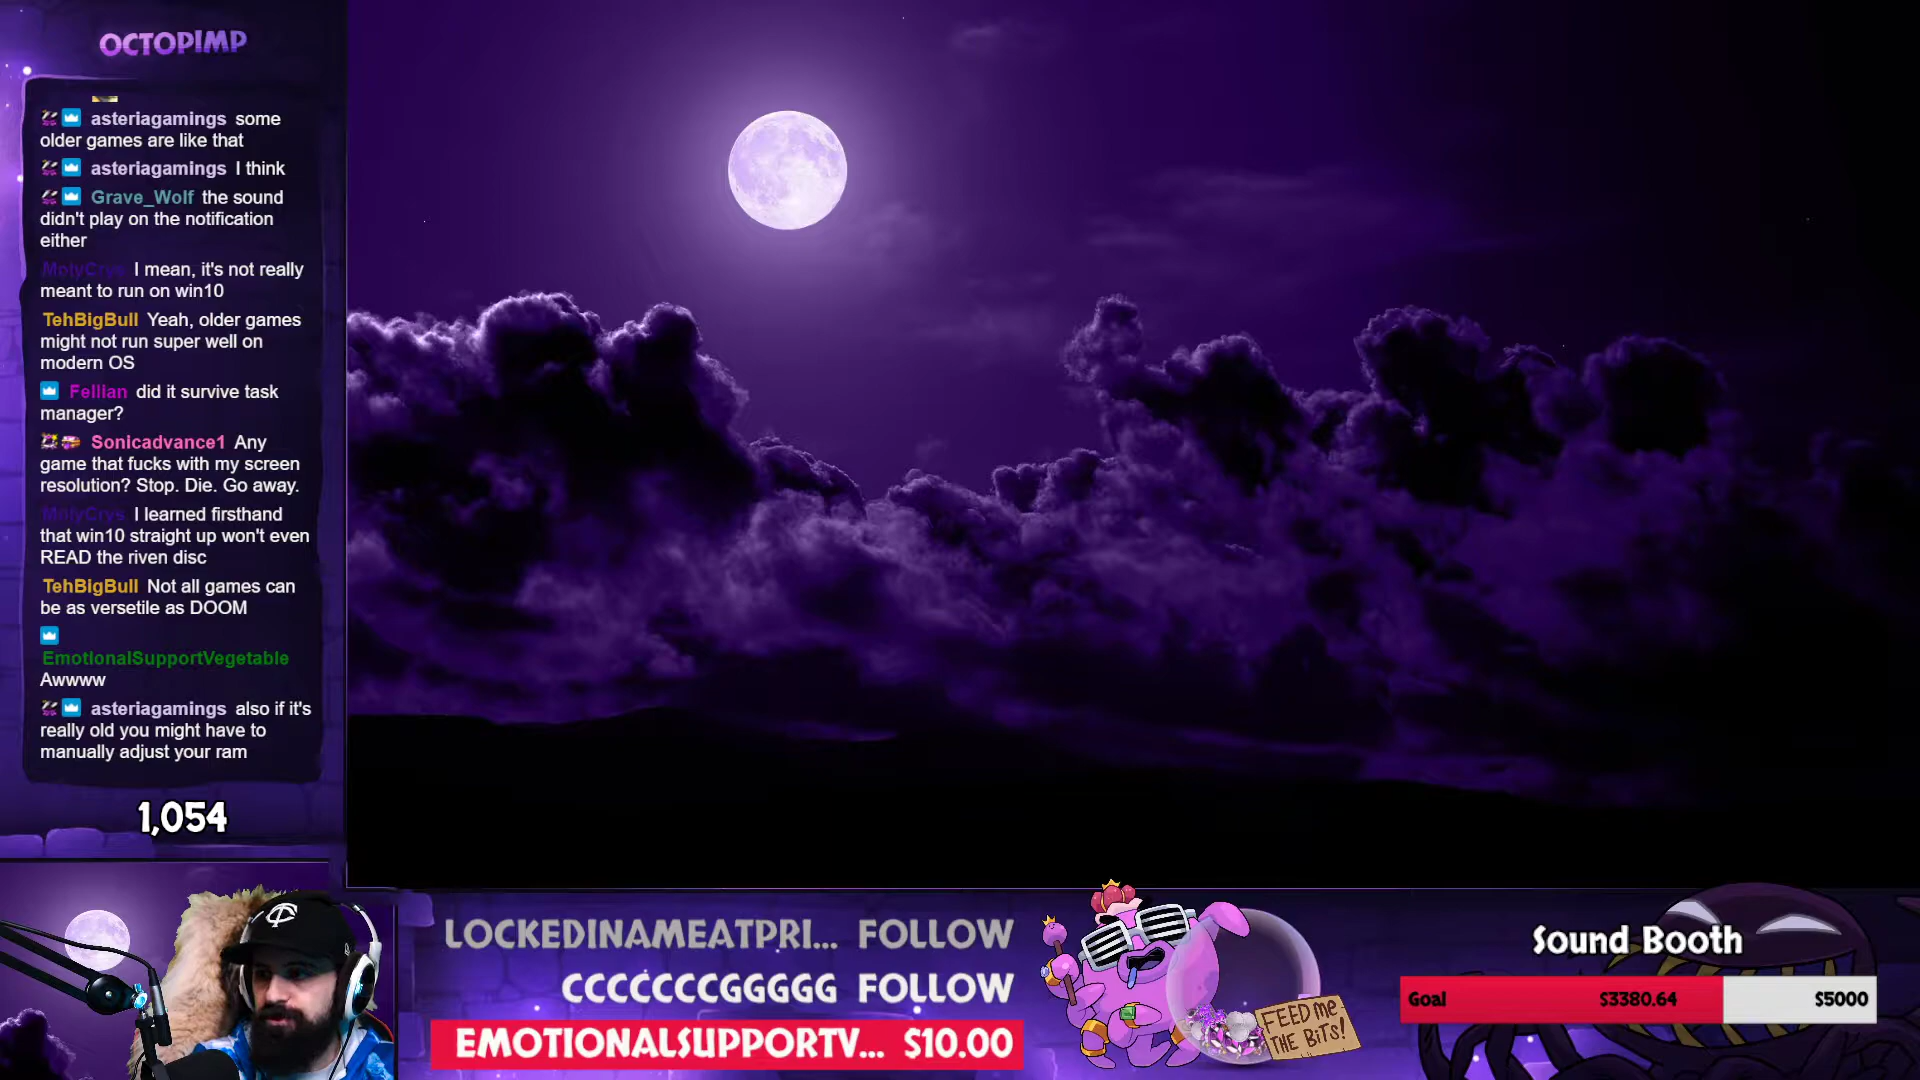 OCTOPIMP
asteriagamings some
older games are like that
asteriagamings I think
Grave_Wolf the sound
didn't play on the notification
either
MotyCrys I mean, it's not really
meant to run on win10
TehBigBull Yeah, older games
might not run super well on
modern OS
Fellian did it survive task
manager?
Sonicadvance1 Any
game that fucks with my screen
resolution? Stop. Die. Go away.
MotyCrys I learned firsthand
that win10 straight up won't even
READ the riven disc
TehBigBull Not all games can
be as versetile as DOOM
EmotionalSupportVegetable
Awwww
asteriagamings also if it's
really old you might have to
manually adjust your ram
1,054
LOCKEDINAMEATPRI... FOLLOW
CCCCCCCGGGGG FOLLOW
EMOTIONALSUPPORTV... $10.00
FEED ME
THE BITS!
Sound Booth
Goal $3380.64 $5000